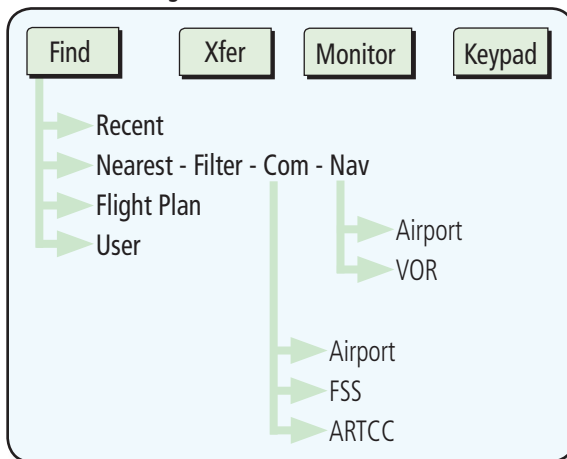 Find Xfer Monitor Keypad
Recent
Nearest - Filter - Com - Nav
Flight Plan
User
Airport
VOR
Airport
FSS
ARTCC